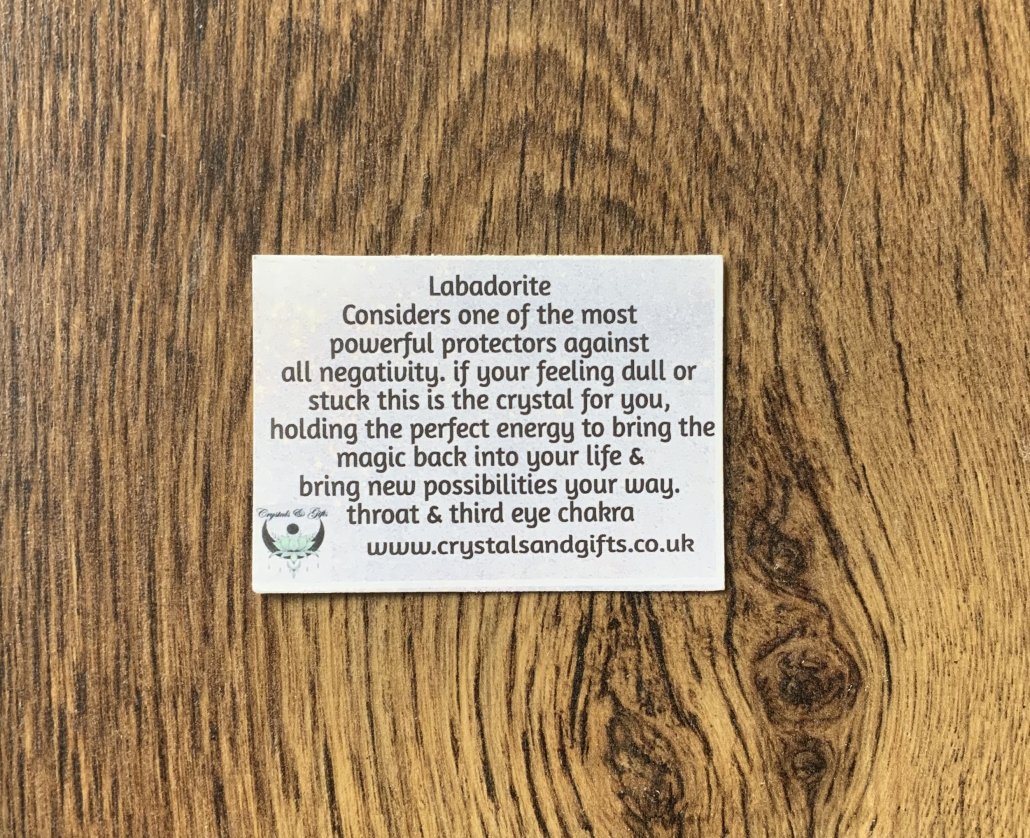 Labadorite
Considers one of the most
powerful protectors against
all negativity. if your feeling dull or
stuck this is the crystal for you,
holding the perfect energy to bring the
magic back into your life &
bring new possibilities your way.
throat & third eye chakra
Crystals & Gifts
www.crystalsandgifts.co.uk